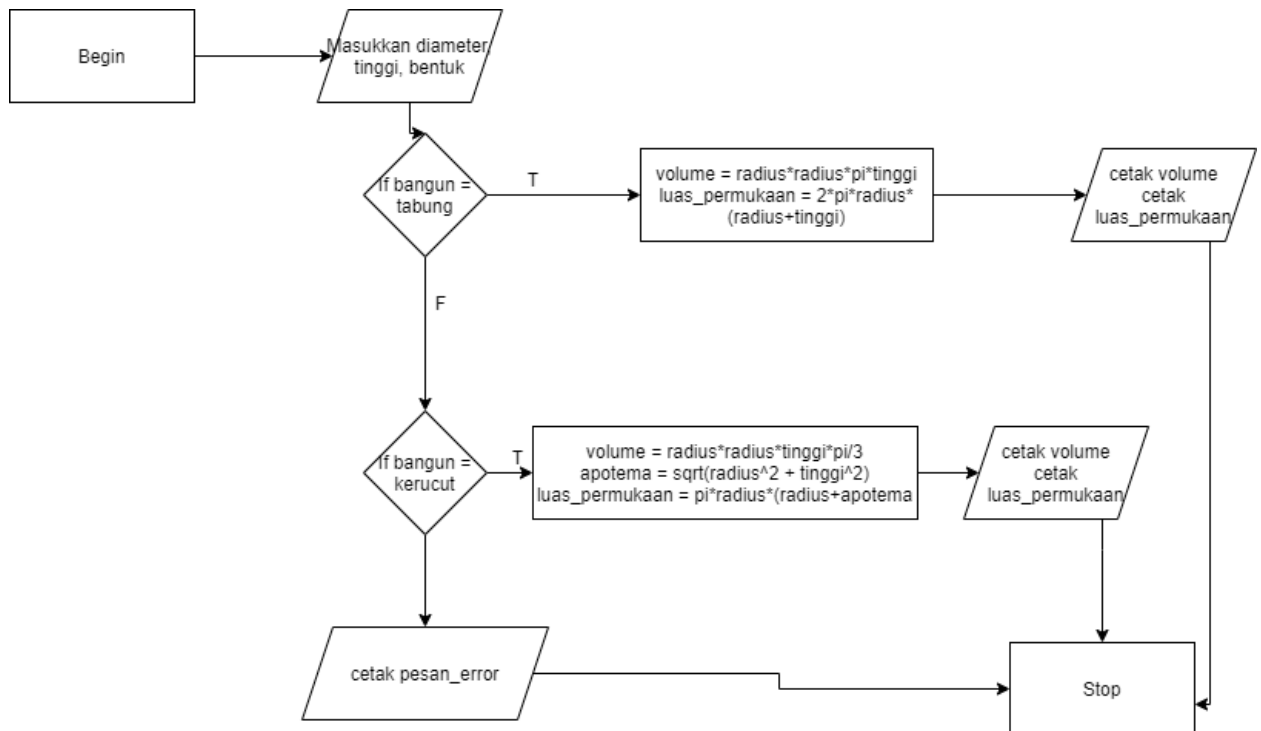 Begin
Masukkan diameter,
tinggi, bentuk
If bangun =
tabung
T
volume = radius*radius*pi*tinggi
luas_permukaan = 2*pi*radius*
(radius+tinggi)
cetak volume
cetak
luas_permukaan
F
If bangun =
kerucut
T
volume = radius*radius*tinggi*pi/3
apotema = sqrt(radius^2 + tinggi^2)
luas_permukaan = pi*radius*(radius+apotema
cetak volume
cetak
luas_permukaan
cetak pesan_error
Stop